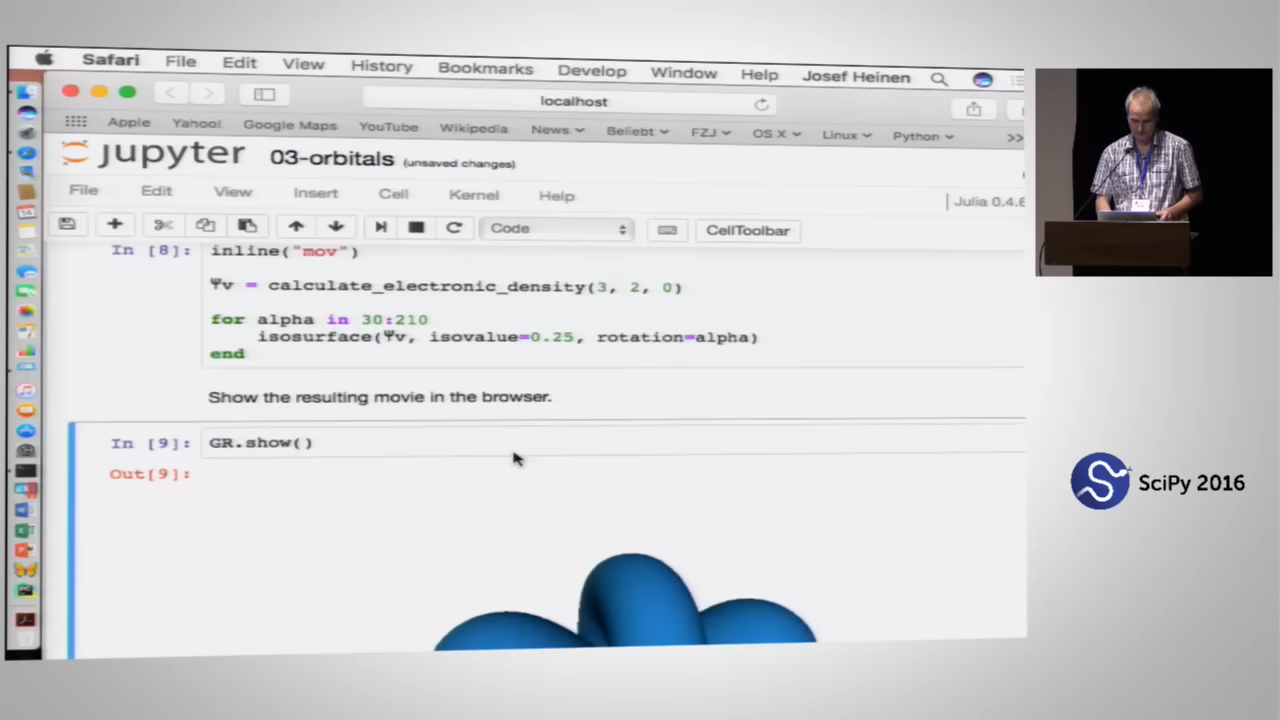 Safari File Edit View History Bookmarks Develop Window Help Josef Heinen
localhost
Apple Yahoo! Google Maps YouTube Wikipedia News Beliebt FZJ OS X Linux Python >>
jupyter 03-orbitals (unsaved changes)
File Edit View Insert Cell Kernel Help
Julia 0.4.6
Code CellToolbar
In [8]: inline("mov")
Ψv = calculate_electronic_density(3, 2, 0)
for alpha in 30:210
isosurface(Ψv, isovalue=0.25, rotation=alpha)
end
Show the resulting movie in the browser.
In [9]: GR.show()
Out[9]:
SciPy 2016